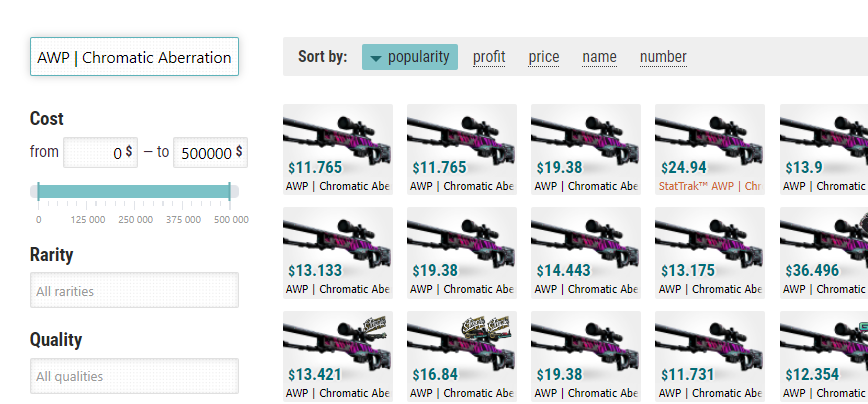 AWP | Chromatic Aberration
Sort by: popularity profit price name number
Cost
from 0 $ – to 500000 $
0 125 000 250 000 375 000 500 000
Rarity
All rarities
Quality
All qualities
$11.765 $11.765 $19.38 $24.94 $13.9
AWP | Chromatic Abe AWP | Chromatic Abe AWP | Chromatic Abe StatTrak™ AWP | Chr AWP | Chromatic
$13.133 $19.38 $14.443 $13.175 $36.496
AWP | Chromatic Abe AWP | Chromatic Abe AWP | Chromatic Abe AWP | Chromatic Abe AWP | Chromatic
$13.421 $16.84 $19.38 $11.731 $12.354
AWP | Chromatic Abe AWP | Chromatic Abe AWP | Chromatic Abe AWP | Chromatic Abe AWP | Chromatic